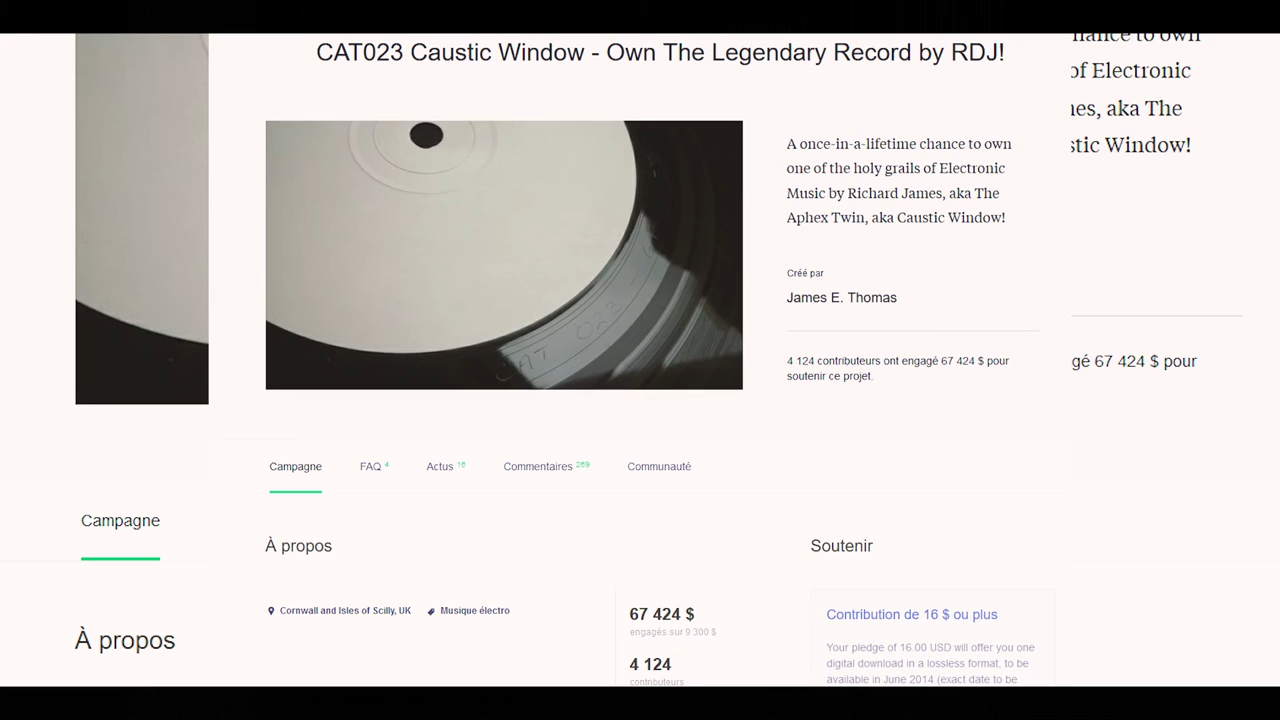 CAT023 Caustic Window - Own The Legendary Record by RDJ!
A once-in-a-lifetime chance to own
one of the holy grails of Electronic
Music by Richard James, aka The
Aphex Twin, aka Caustic Window!
Créé par
James E. Thomas
4 124 contributeurs ont engagé 67 424 $ pour
soutenir ce projet.
CAT 023
Campagne
FAQ 4
Actus 16
Commentaires 269
Communauté
À propos
Soutenir
Cornwall and Isles of Scilly, UK
Musique électro
67 424 $
engagés sur 9 300 $
4 124
contributeurs
Contribution de 16 $ ou plus
Your pledge of 16.00 USD will offer you one
digital download in a lossless format, to be
available in June 2014 (exact date to be
Campagne
À propos
to own
of Electronic
aka The
Window!
67 424 $ pour